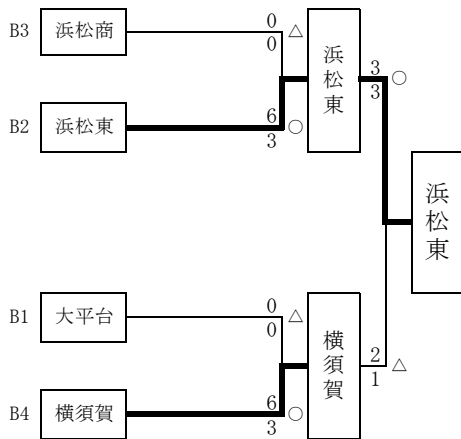 B3 浜松商 0 0 △
B2 浜松東 6 3 ○
浜松東
3 3 ○
浜松東
B1 大平台 0 0 △
B4 横須賀 6 3 ○
横須賀
2 1 △